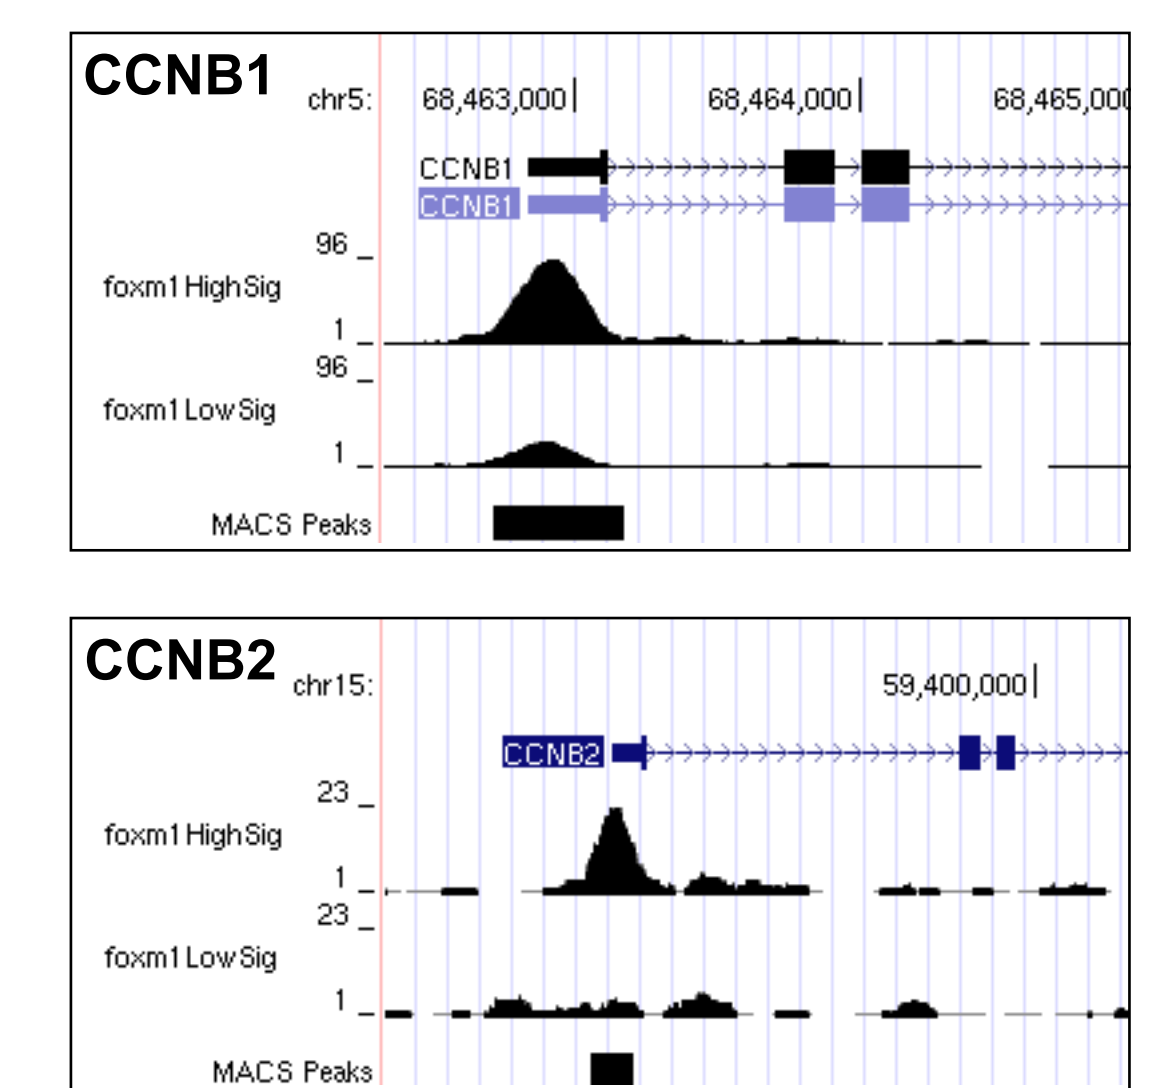 CCNB1
chr5: 68,463,000 68,464,000 68,465,000
CCNB1
CCNB1
96
foxm1 HighSig
1
96
foxm1 LowSig
1
MACS Peaks
CCNB2
chr15: 59,400,000
CCNB2
23
foxm1 HighSig
1
23
foxm1 LowSig
1
MACS Peaks